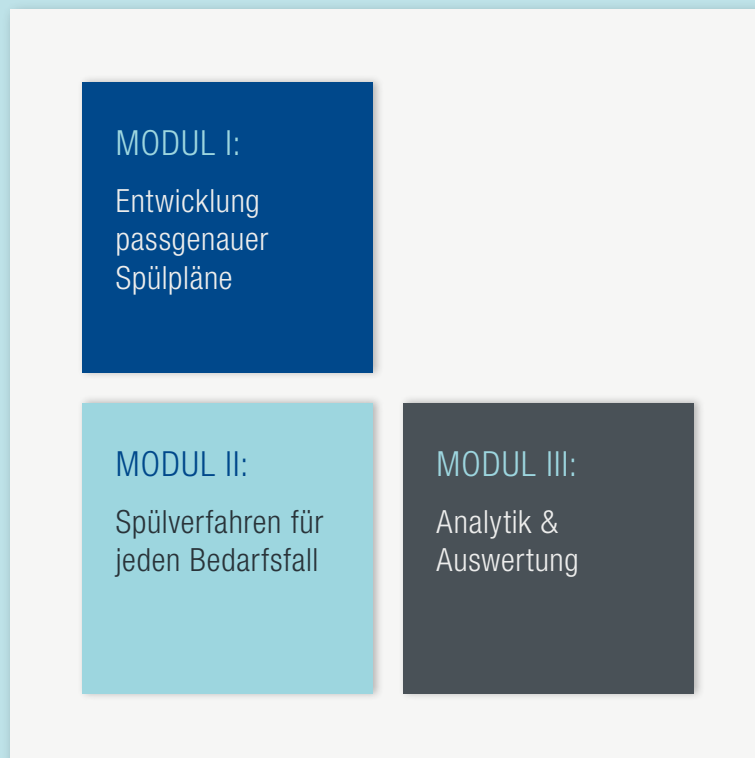 MODUL I:
Entwicklung
passgenauer
Spülpläne
MODUL II:
Spülverfahren für
jeden Bedarfsfall
MODUL III:
Analytik &
Auswertung